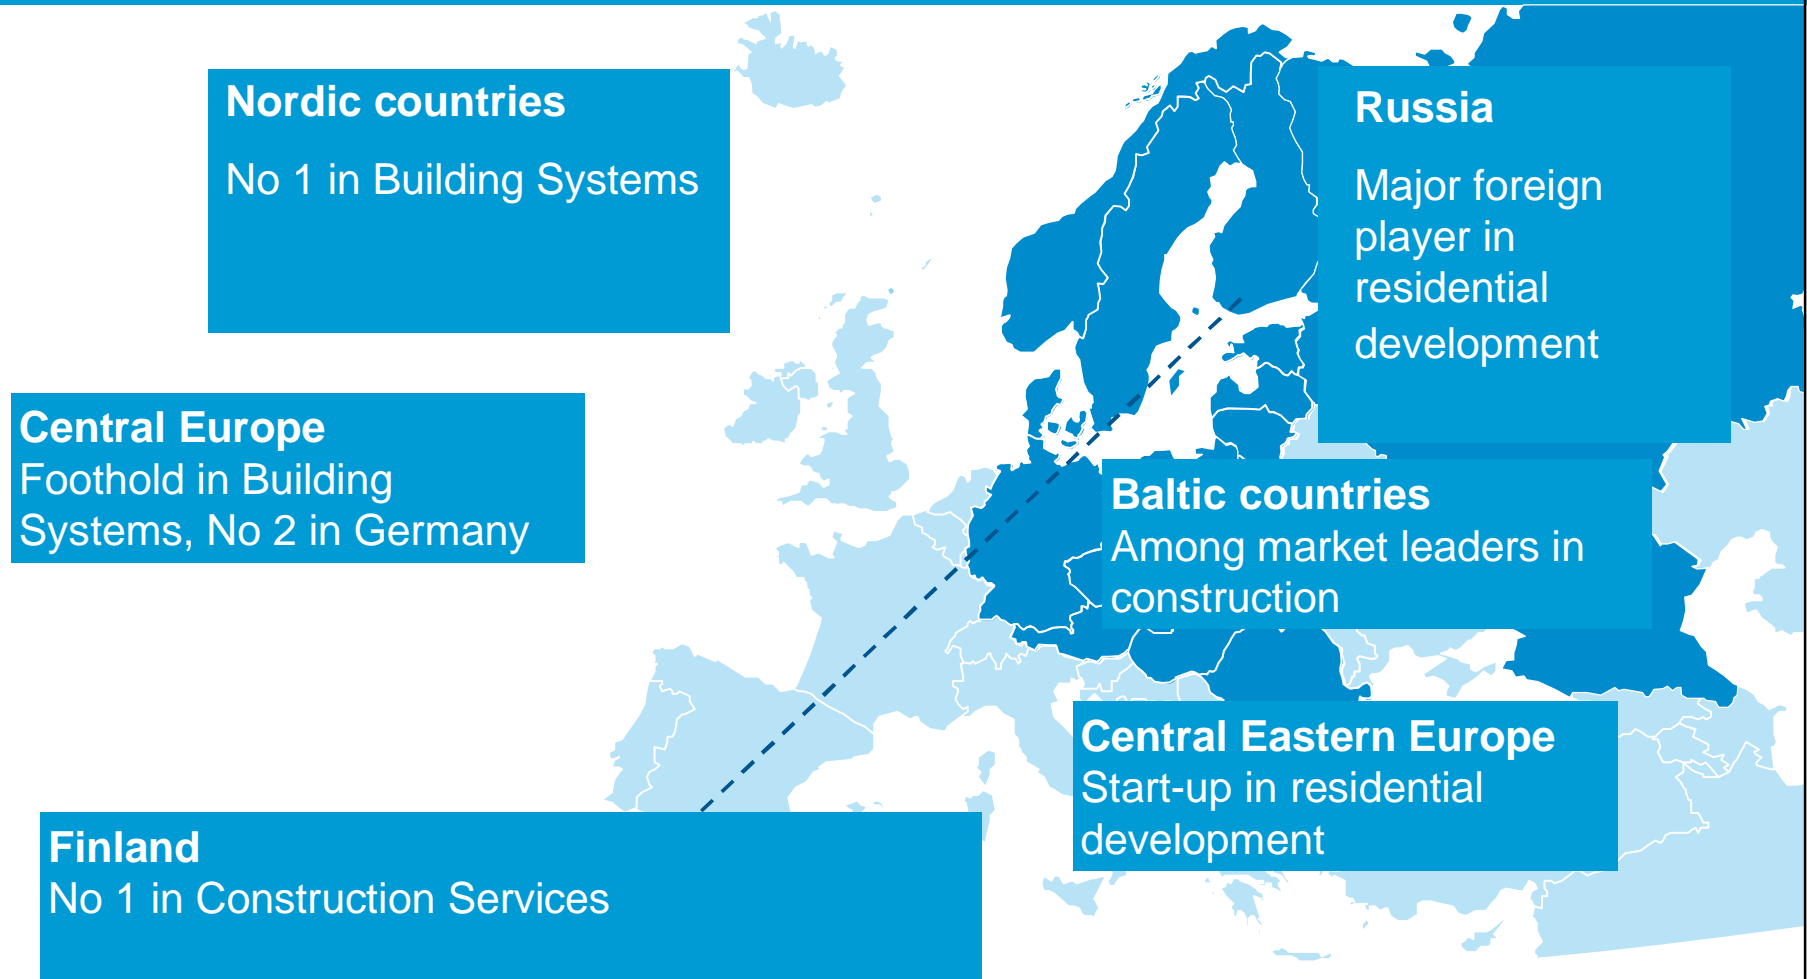 Nordic countries
No 1 in Building Systems
Russia
Major foreign
player in
residential
development
Central Europe
Foothold in Building
Systems, No 2 in Germany
Baltic countries
Among market leaders in
construction
Central Eastern Europe
Start-up in residential
development
Finland
No 1 in Construction Services